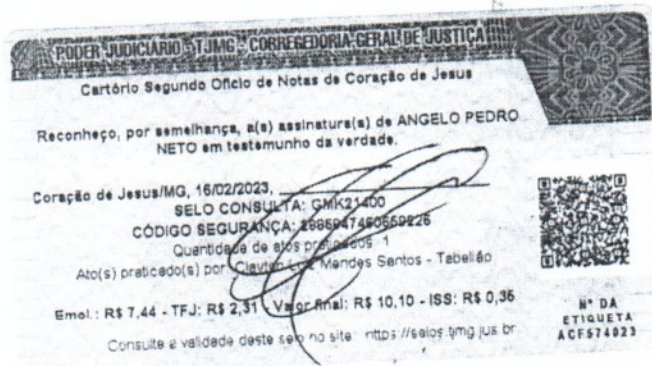 PODER JUDICIÁRIO - TJMG - CORREGEDORIA GERAL DE JUSTIÇA
Cartório Segundo Ofício de Notas de Coração de Jesus
Reconheço, por semelhança, a(s) assinatura(s) de ANGELO PEDRO
NETO em testemunho da verdade.
Coração de Jesus/MG, 16/02/2023,
SELO CONSULTA: GMK21400
CÓDIGO SEGURANÇA:
Quantidade de atos praticados: 1
Ato(s) praticado(s) por: Mendes Santos - Tabelião
Emol.: R$ 7,44 - TFJ: R$ 2,31 Valor final: R$ 10,10 - ISS: R$ 0,35
Consulte a validade deste selo no site https://selos.tjmg.jus.br
Nº DA
ETIQUETA
ACF574023